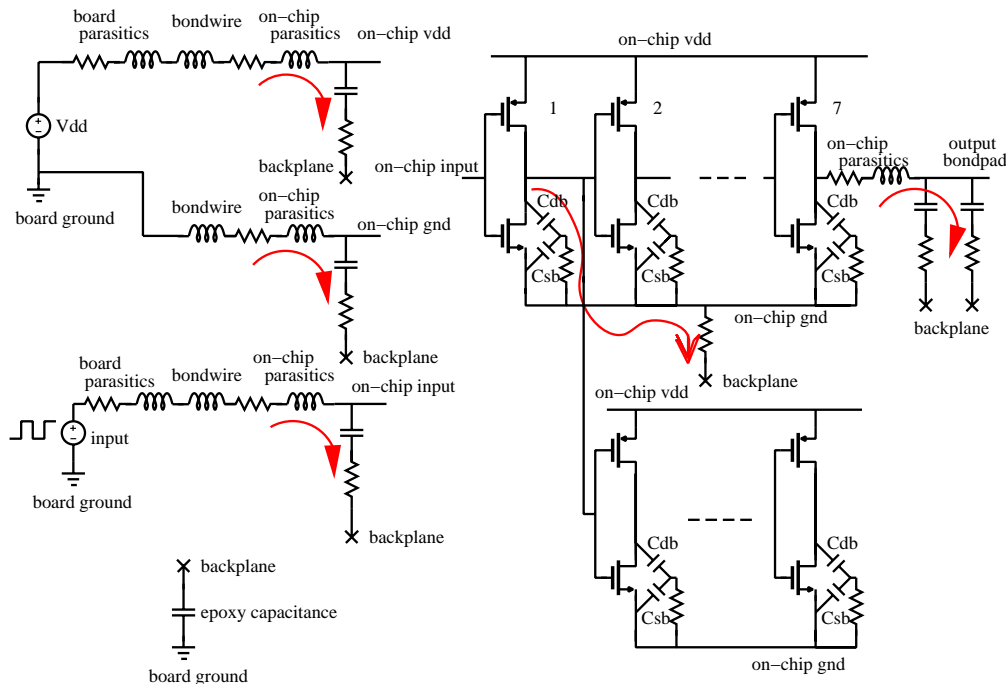 board
parasitics
bondwire
on-chip
parasitics
on-chip vdd
Vdd
backplane
board ground
bondwire
on-chip
parasitics
on-chip gnd
backplane
board
parasitics
bondwire
on-chip
parasitics
on-chip input
input
board ground
backplane
backplane
epoxy capacitance
board ground
on-chip vdd
1
2
7
on-chip input
on-chip
parasitics
output
bondpad
Cdb
Cdb
Cdb
Csb
Csb
Csb
on-chip gnd
backplane
backplane
on-chip vdd
Cdb
Cdb
Csb
Csb
on-chip gnd